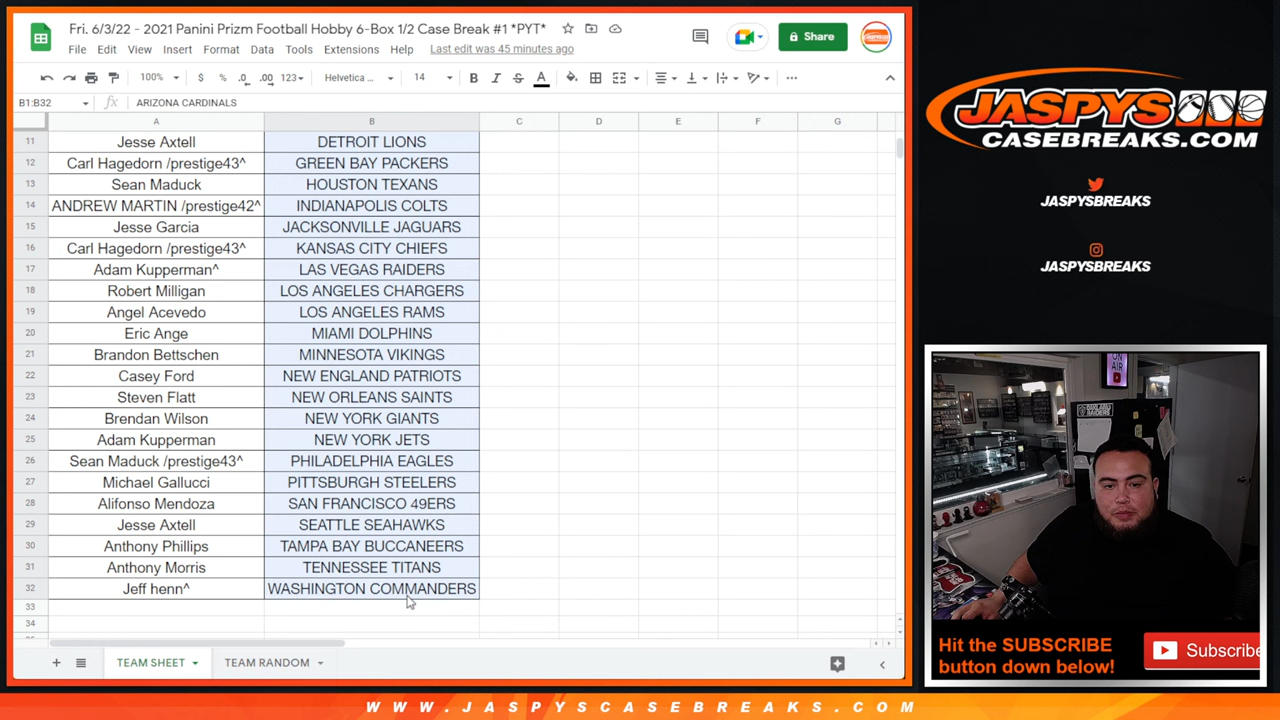 Fri. 6/3/22 - 2021 Panini Prizm Football Hobby 6-Box 1/2 Case Break #1 *PYT*
File Edit View Insert Format Data Tools Extensions Help Last edit was 45 minutes ago
Share
100% $ % .0 .00 123 Helvetica ... 14 B I S A
B1:B32 fx ARIZONA CARDINALS
A B C D E F G
11 Jesse Axtell DETROIT LIONS
12 Carl Hagedorn /prestige43^ GREEN BAY PACKERS
13 Sean Maduck HOUSTON TEXANS
14 ANDREW MARTIN /prestige42^ INDIANAPOLIS COLTS
15 Jesse Garcia JACKSONVILLE JAGUARS
16 Carl Hagedorn /prestige43^ KANSAS CITY CHIEFS
17 Adam Kupperman^ LAS VEGAS RAIDERS
18 Robert Milligan LOS ANGELES CHARGERS
19 Angel Acevedo LOS ANGELES RAMS
20 Eric Ange MIAMI DOLPHINS
21 Brandon Bettschen MINNESOTA VIKINGS
22 Casey Ford NEW ENGLAND PATRIOTS
23 Steven Flatt NEW ORLEANS SAINTS
24 Brendan Wilson NEW YORK GIANTS
25 Adam Kupperman NEW YORK JETS
26 Sean Maduck /prestige43^ PHILADELPHIA EAGLES
27 Michael Gallucci PITTSBURGH STEELERS
28 Alifonso Mendoza SAN FRANCISCO 49ERS
29 Jesse Axtell SEATTLE SEAHAWKS
30 Anthony Phillips TAMPA BAY BUCCANEERS
31 Anthony Morris TENNESSEE TITANS
32 Jeff henn^ WASHINGTON COMMANDERS
33
34
TEAM SHEET TEAM RANDOM
JASPYS
CASEBREAKS.COM
JASPYSBREAKS
JASPYSBREAKS
ON
AIR
Hit the SUBSCRIBE
button down below!
Subscribe
WWW.JASPYSCASEBREAKS.COM